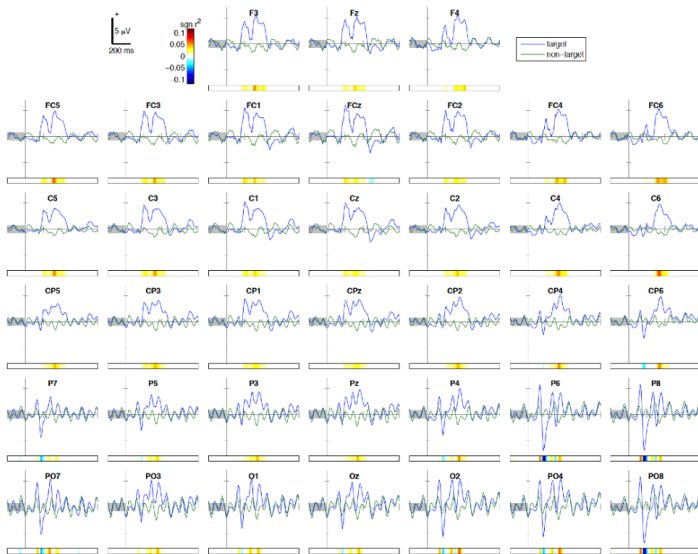 +
5 µV
200 ms
sgn r²
0.1
0.05
0
−0.05
−0.1
F3 Fz F4
target
non-target
FC5 FC3 FC1 FCz FC2 FC4 FC6
C5 C3 C1 Cz C2 C4 C6
CP5 CP3 CP1 CPz CP2 CP4 CP6
P7 P5 P3 Pz P4 P6 P8
PO7 PO3 O1 Oz O2 PO4 PO8